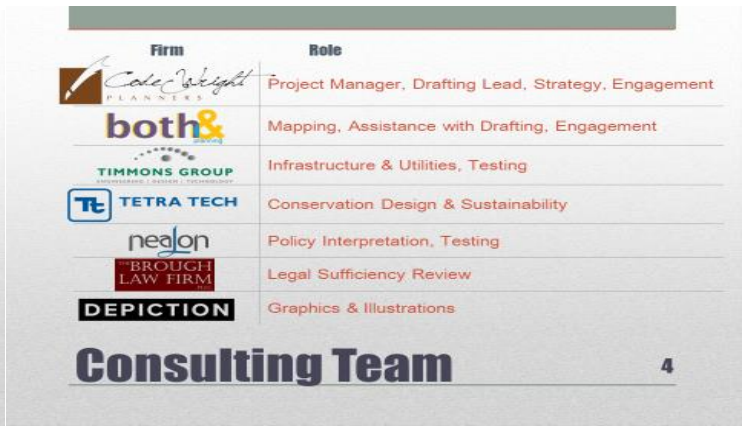 Firm Role
CodeWright Project Manager, Drafting Lead, Strategy, Engagement
PLANNERS
both& Mapping, Assistance with Drafting, Engagement
planning
TIMMONS GROUP Infrastructure & Utilities, Testing
ENGINEERING | DESIGN | TECHNOLOGY
Tt TETRA TECH Conservation Design & Sustainability
nealon Policy Interpretation, Testing
THE BROUGH Legal Sufficiency Review
LAW FIRM
DEPICTION Graphics & Illustrations
Consulting Team 4